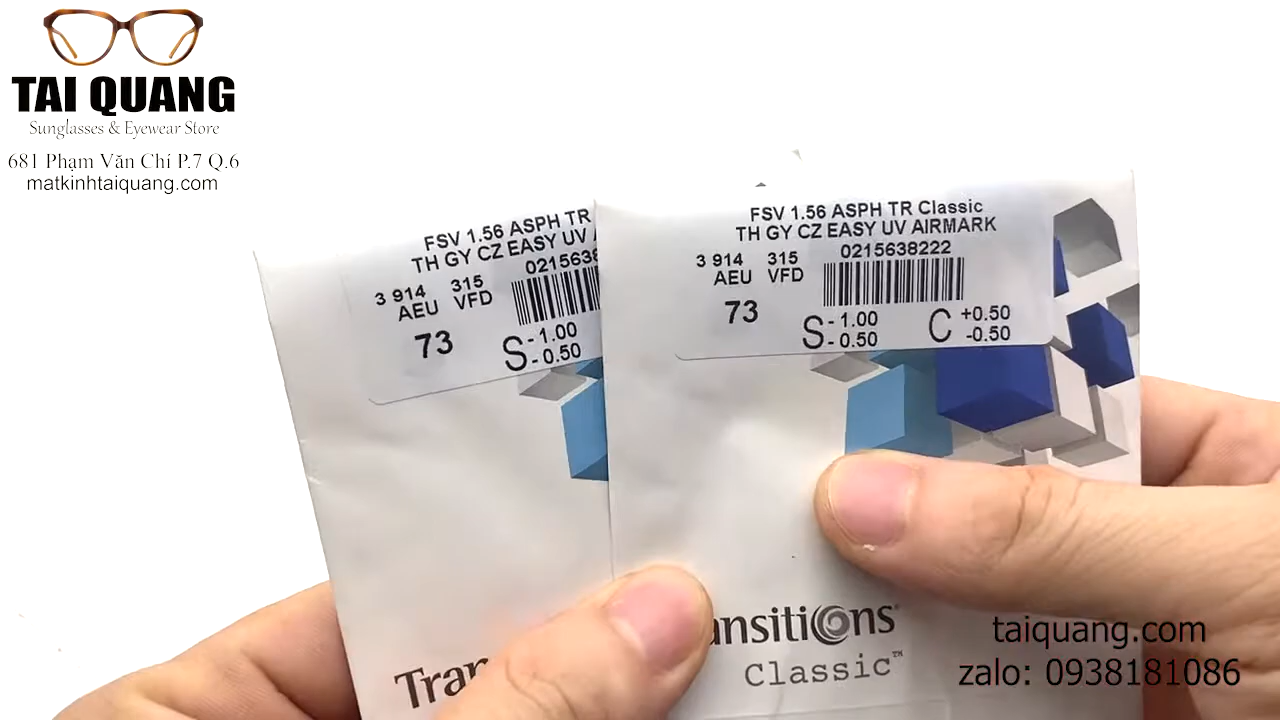 TAI QUANG
Sunglasses & Eyewear Store
681 Phạm Văn Chí P.7 Q.6
matkinhtaiquang.com
FSV 1.56 ASPH TR
TH GY CZ EASY UV
3 914 315 0215638
AEU VFD
73 S - 1.00
- 0.50
Tran
FSV 1.56 ASPH TR Classic
TH GY CZ EASY UV AIRMARK
3 914 315 0215638222
AEU VFD
73 S - 1.00 C +0.50
- 0.50 -0.50
ansitions®
Classic™
taiquang.com
zalo: 0938181086